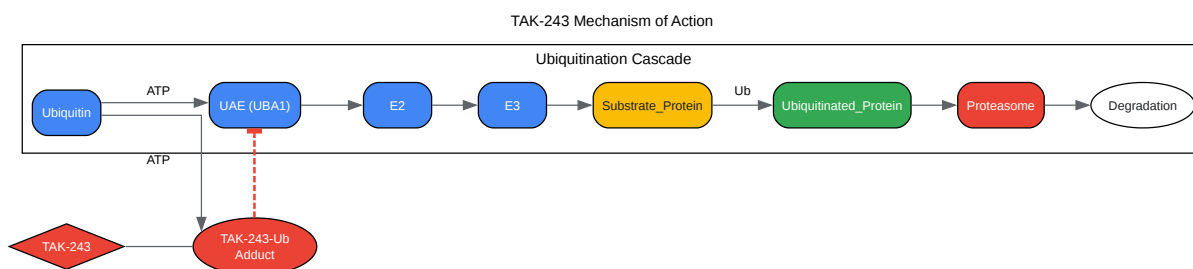 TAK-243 Mechanism of Action
Ubiquitination Cascade
Ubiquitin
ATP
UAE (UBA1)
E2
E3
Substrate_Protein
Ub
Ubiquitinated_Protein
Proteasome
Degradation
ATP
TAK-243
TAK-243-Ub
Adduct